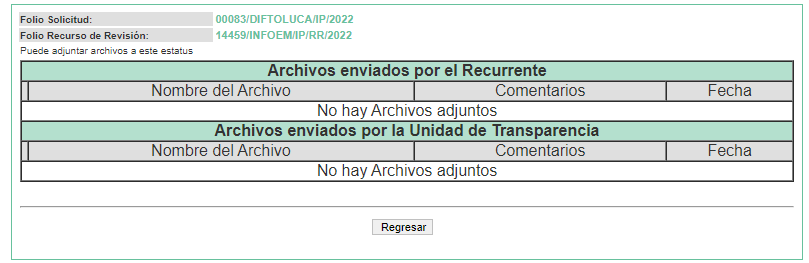 Folio Solicitud: 00083/DIFTOLUCA/IP/2022
Folio Recurso de Revisión: 14459/INFOEM/IP/RR/2022
Puede adjuntar archivos a este estatus
Archivos enviados por el Recurrente
Nombre del Archivo Comentarios Fecha
No hay Archivos adjuntos
Archivos enviados por la Unidad de Transparencia
Nombre del Archivo Comentarios Fecha
No hay Archivos adjuntos
Regresar